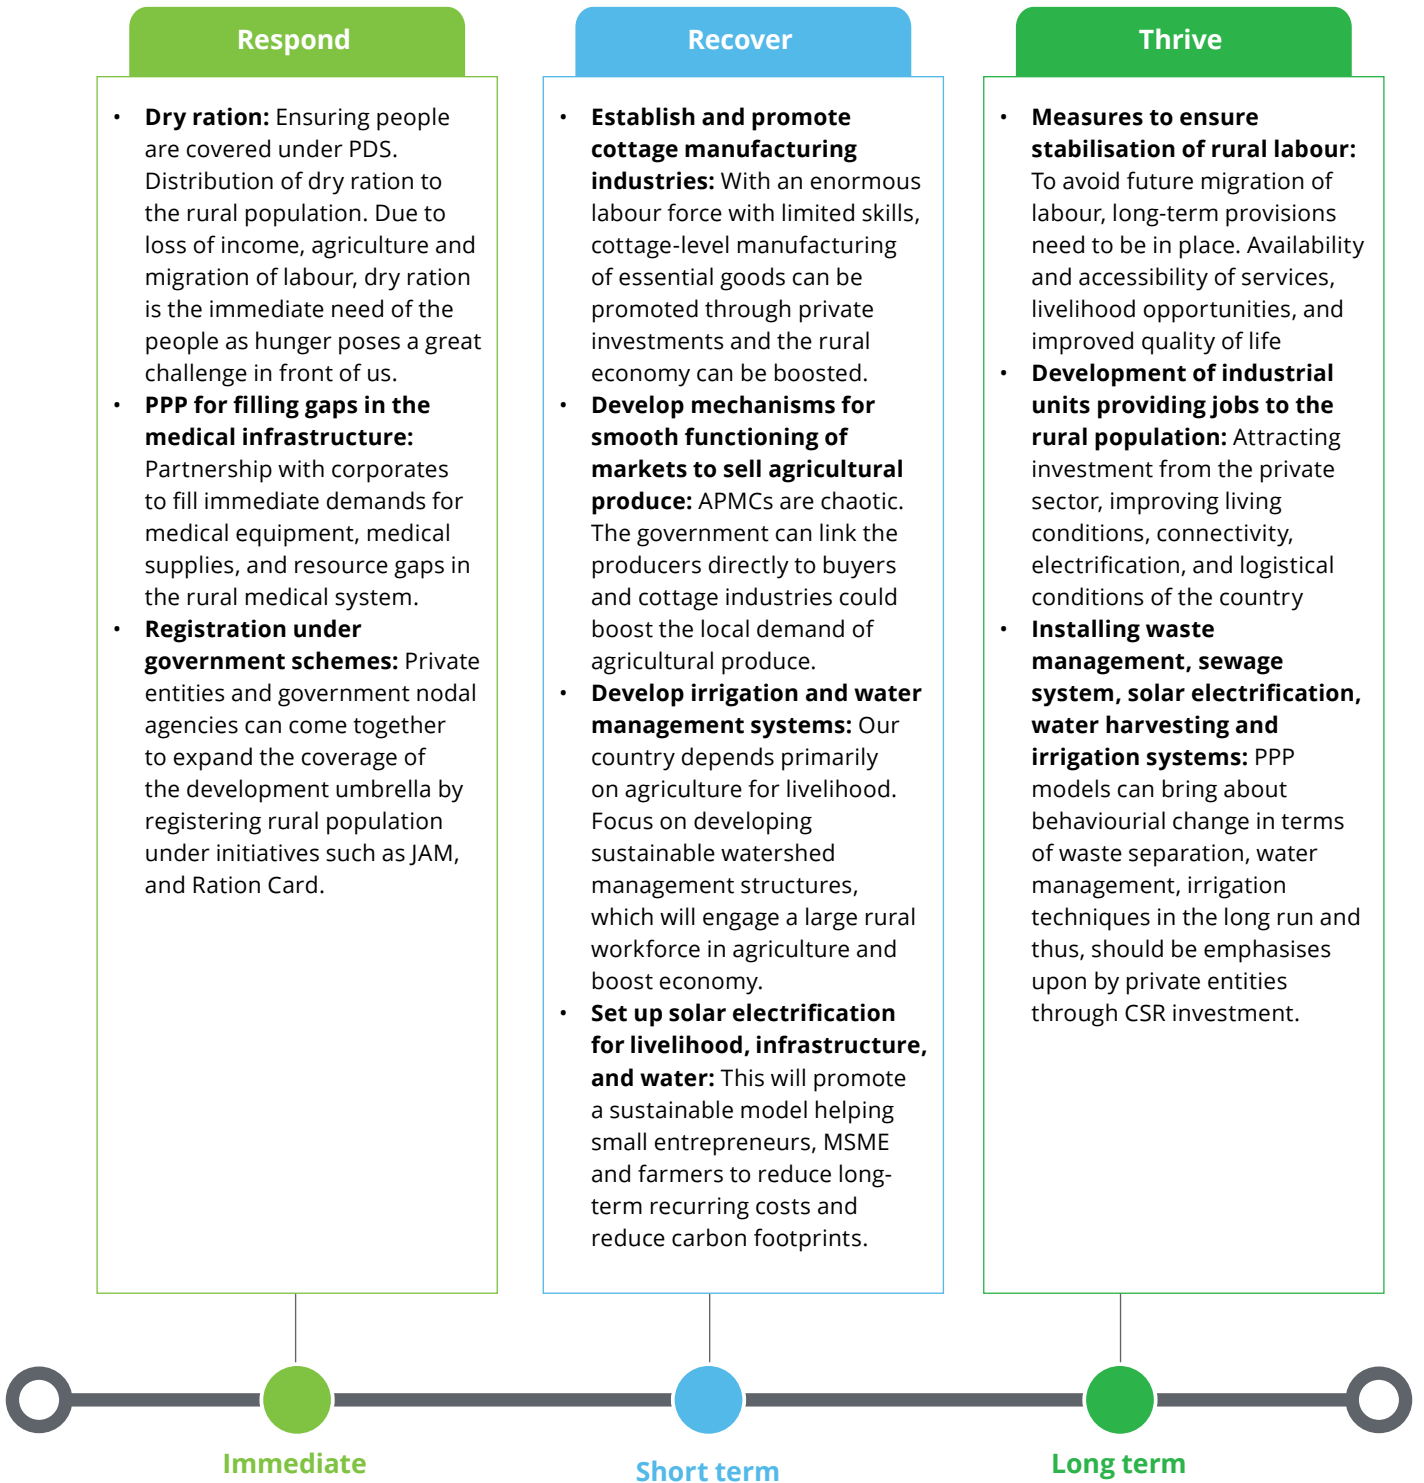 Respond
• Dry ration: Ensuring people
are covered under PDS.
Distribution of dry ration to
the rural population. Due to
loss of income, agriculture and
migration of labour, dry ration
is the immediate need of the
people as hunger poses a great
challenge in front of us.
• PPP for filling gaps in the
medical infrastructure:
Partnership with corporates
to fill immediate demands for
medical equipment, medical
supplies, and resource gaps in
the rural medical system.
• Registration under
government schemes: Private
entities and government nodal
agencies can come together
to expand the coverage of
the development umbrella by
registering rural population
under initiatives such as JAM,
and Ration Card.
Recover
• Establish and promote
cottage manufacturing
industries: With an enormous
labour force with limited skills,
cottage-level manufacturing
of essential goods can be
promoted through private
investments and the rural
economy can be boosted.
• Develop mechanisms for
smooth functioning of
markets to sell agricultural
produce: APMCs are chaotic.
The government can link the
producers directly to buyers
and cottage industries could
boost the local demand of
agricultural produce.
• Develop irrigation and water
management systems: Our
country depends primarily
on agriculture for livelihood.
Focus on developing
sustainable watershed
management structures,
which will engage a large rural
workforce in agriculture and
boost economy.
• Set up solar electrification
for livelihood, infrastructure,
and water: This will promote
a sustainable model helping
small entrepreneurs, MSME
and farmers to reduce long-
term recurring costs and
reduce carbon footprints.
Thrive
• Measures to ensure
stabilisation of rural labour:
To avoid future migration of
labour, long-term provisions
need to be in place. Availability
and accessibility of services,
livelihood opportunities, and
improved quality of life
• Development of industrial
units providing jobs to the
rural population: Attracting
investment from the private
sector, improving living
conditions, connectivity,
electrification, and logistical
conditions of the country
• Installing waste
management, sewage
system, solar electrification,
water harvesting and
irrigation systems: PPP
models can bring about
behaviourial change in terms
of waste separation, water
management, irrigation
techniques in the long run and
thus, should be emphasises
upon by private entities
through CSR investment.
Immediate
Short term
Long term